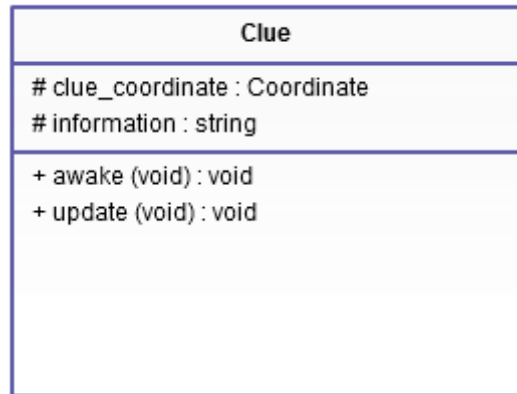 Clue
# clue_coordinate : Coordinate
# information : string
+ awake (void) : void
+ update (void) : void